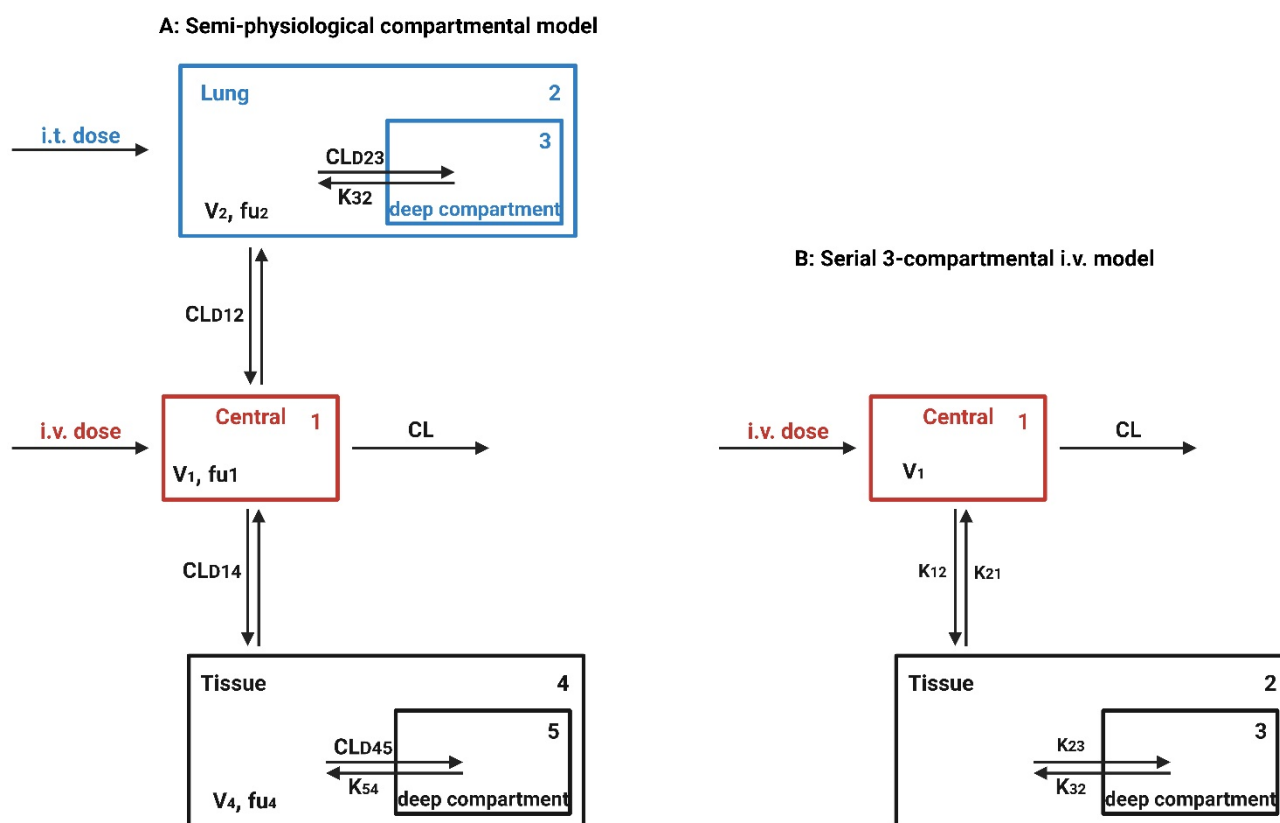 A: Semi-physiological compartmental model
Lung
2
i.t. dose
3
CLD23
K32
V2, fu2
deep compartment
CLD12
i.v. dose
Central
1
CL
V1, fu1
CLD14
Tissue
4
5
CLD45
K54
V4, fu4
deep compartment
B: Serial 3-compartmental i.v. model
i.v. dose
Central
1
CL
V1
K12
K21
Tissue
2
3
K23
K32
deep compartment